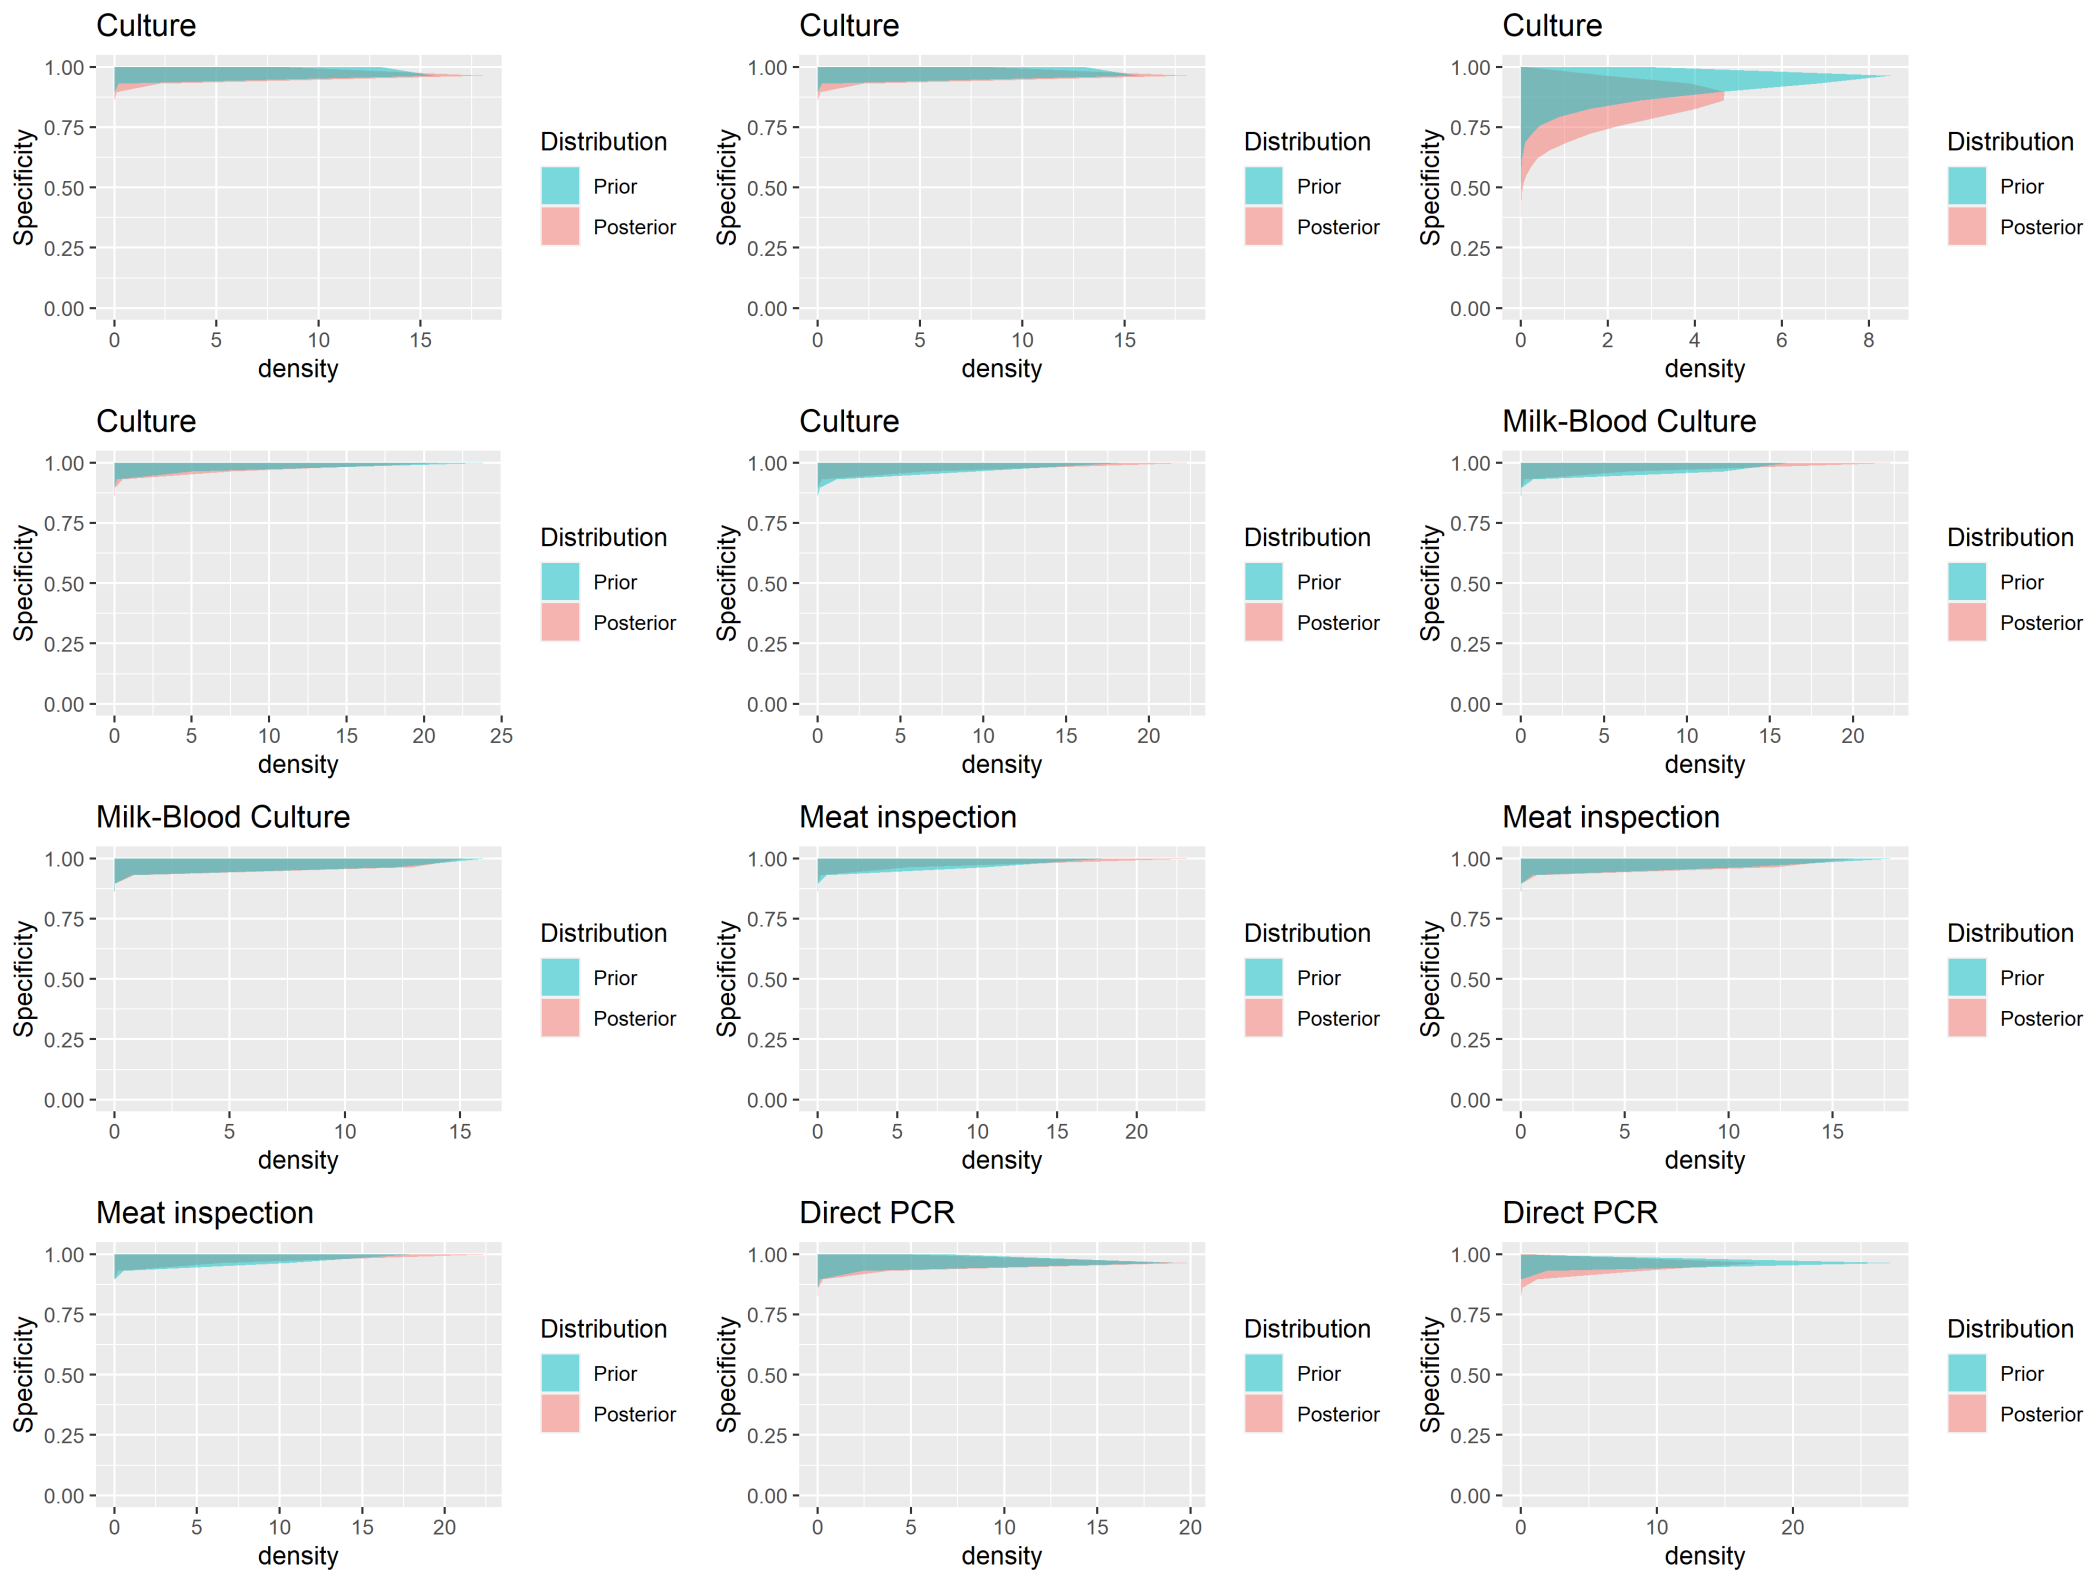 Culture
Specificity
1.00
0.75
0.50
0.25
0.00
0 5 10 15
density
Distribution
Prior
Posterior
Culture
Specificity
1.00
0.75
0.50
0.25
0.00
0 5 10 15
density
Distribution
Prior
Posterior
Culture
Specificity
1.00
0.75
0.50
0.25
0.00
0 2 4 6 8
density
Distribution
Prior
Posterior
Culture
Specificity
1.00
0.75
0.50
0.25
0.00
0 5 10 15 20 25
density
Distribution
Prior
Posterior
Culture
Specificity
1.00
0.75
0.50
0.25
0.00
0 5 10 15 20
density
Distribution
Prior
Posterior
Milk-Blood Culture
Specificity
1.00
0.75
0.50
0.25
0.00
0 5 10 15 20
density
Distribution
Prior
Posterior
Milk-Blood Culture
Specificity
1.00
0.75
0.50
0.25
0.00
0 5 10 15
density
Distribution
Prior
Posterior
Meat inspection
Specificity
1.00
0.75
0.50
0.25
0.00
0 5 10 15 20
density
Distribution
Prior
Posterior
Meat inspection
Specificity
1.00
0.75
0.50
0.25
0.00
0 5 10 15
density
Distribution
Prior
Posterior
Meat inspection
Specificity
1.00
0.75
0.50
0.25
0.00
0 5 10 15 20
density
Distribution
Prior
Posterior
Direct PCR
Specificity
1.00
0.75
0.50
0.25
0.00
0 5 10 15 20
density
Distribution
Prior
Posterior
Direct PCR
Specificity
1.00
0.75
0.50
0.25
0.00
0 10 20
density
Distribution
Prior
Posterior